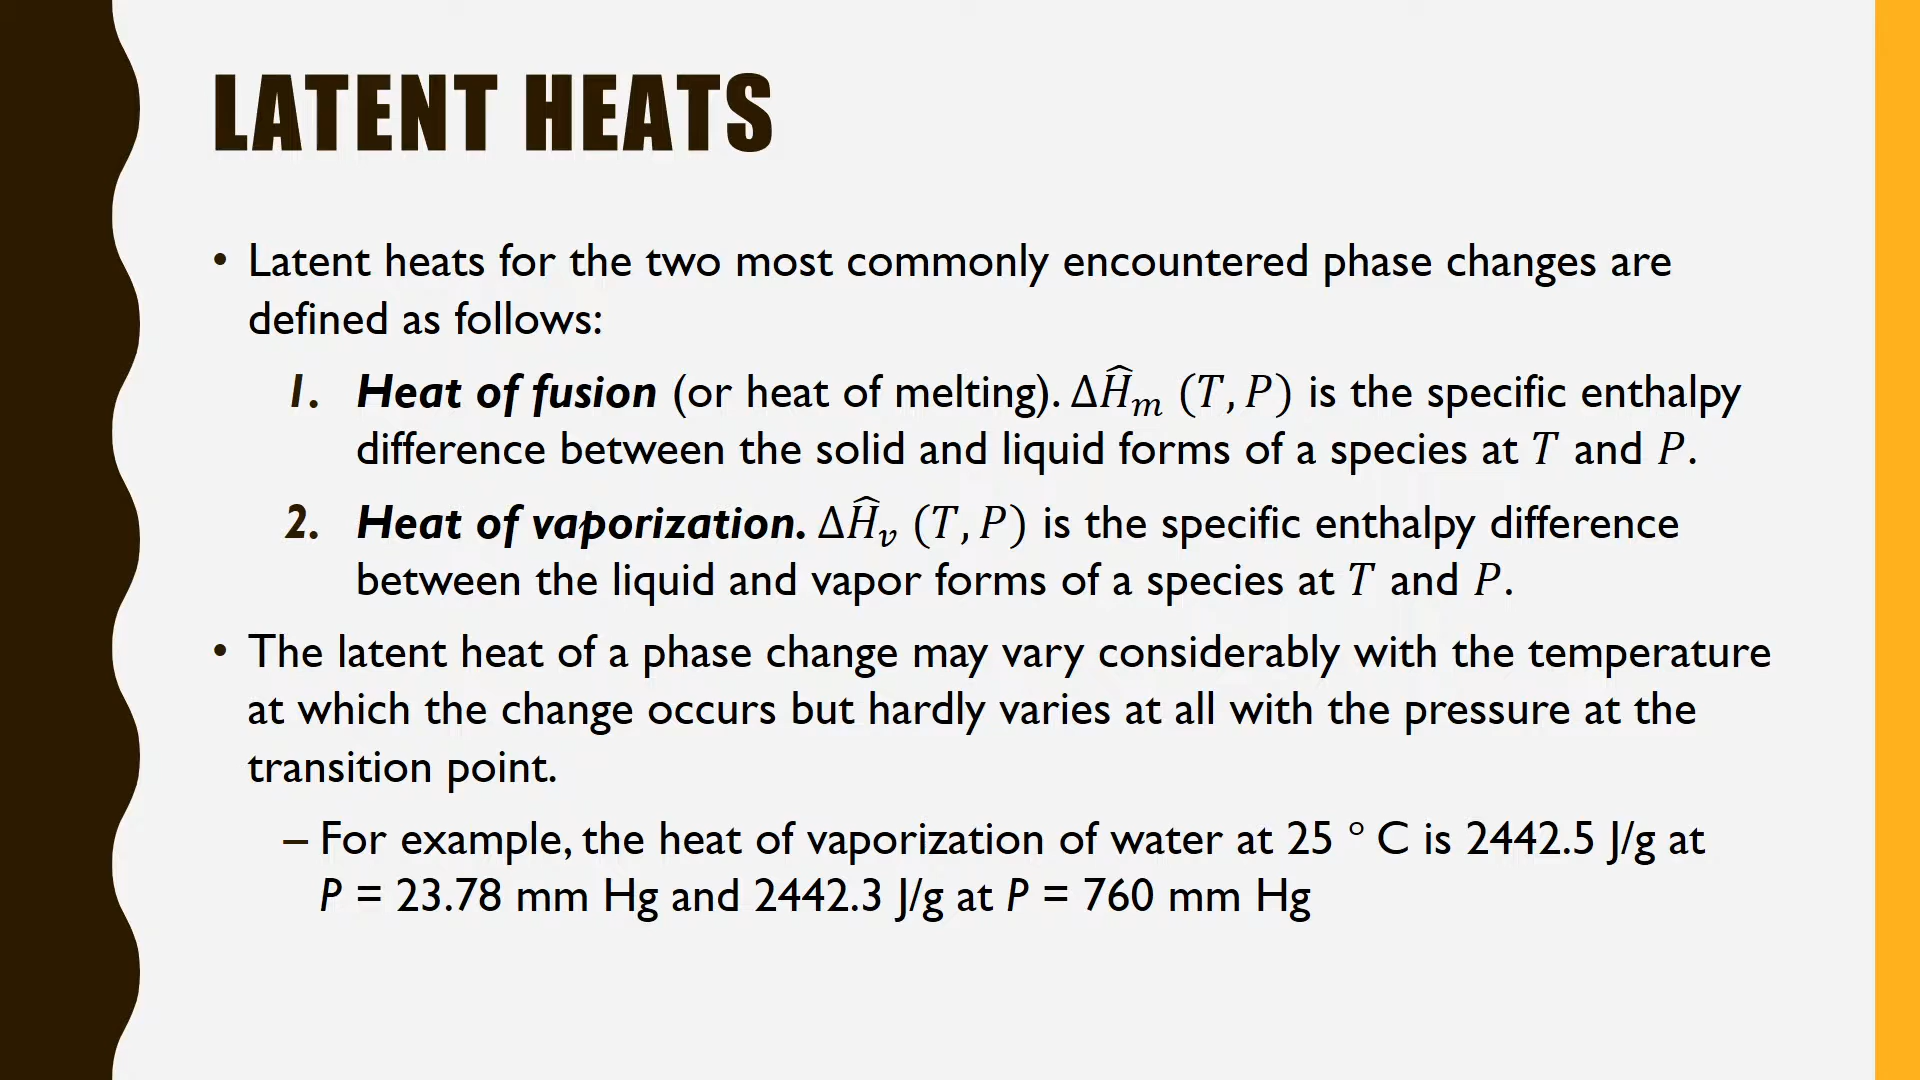 LATENT HEATS
• Latent heats for the two most commonly encountered phase changes are
defined as follows:
1. Heat of fusion (or heat of melting). ΔĤₘ (T, P) is the specific enthalpy
difference between the solid and liquid forms of a species at T and P.
2. Heat of vaporization. ΔĤᵥ (T, P) is the specific enthalpy difference
between the liquid and vapor forms of a species at T and P.
• The latent heat of a phase change may vary considerably with the temperature
at which the change occurs but hardly varies at all with the pressure at the
transition point.
– For example, the heat of vaporization of water at 25 ° C is 2442.5 J/g at
P = 23.78 mm Hg and 2442.3 J/g at P = 760 mm Hg